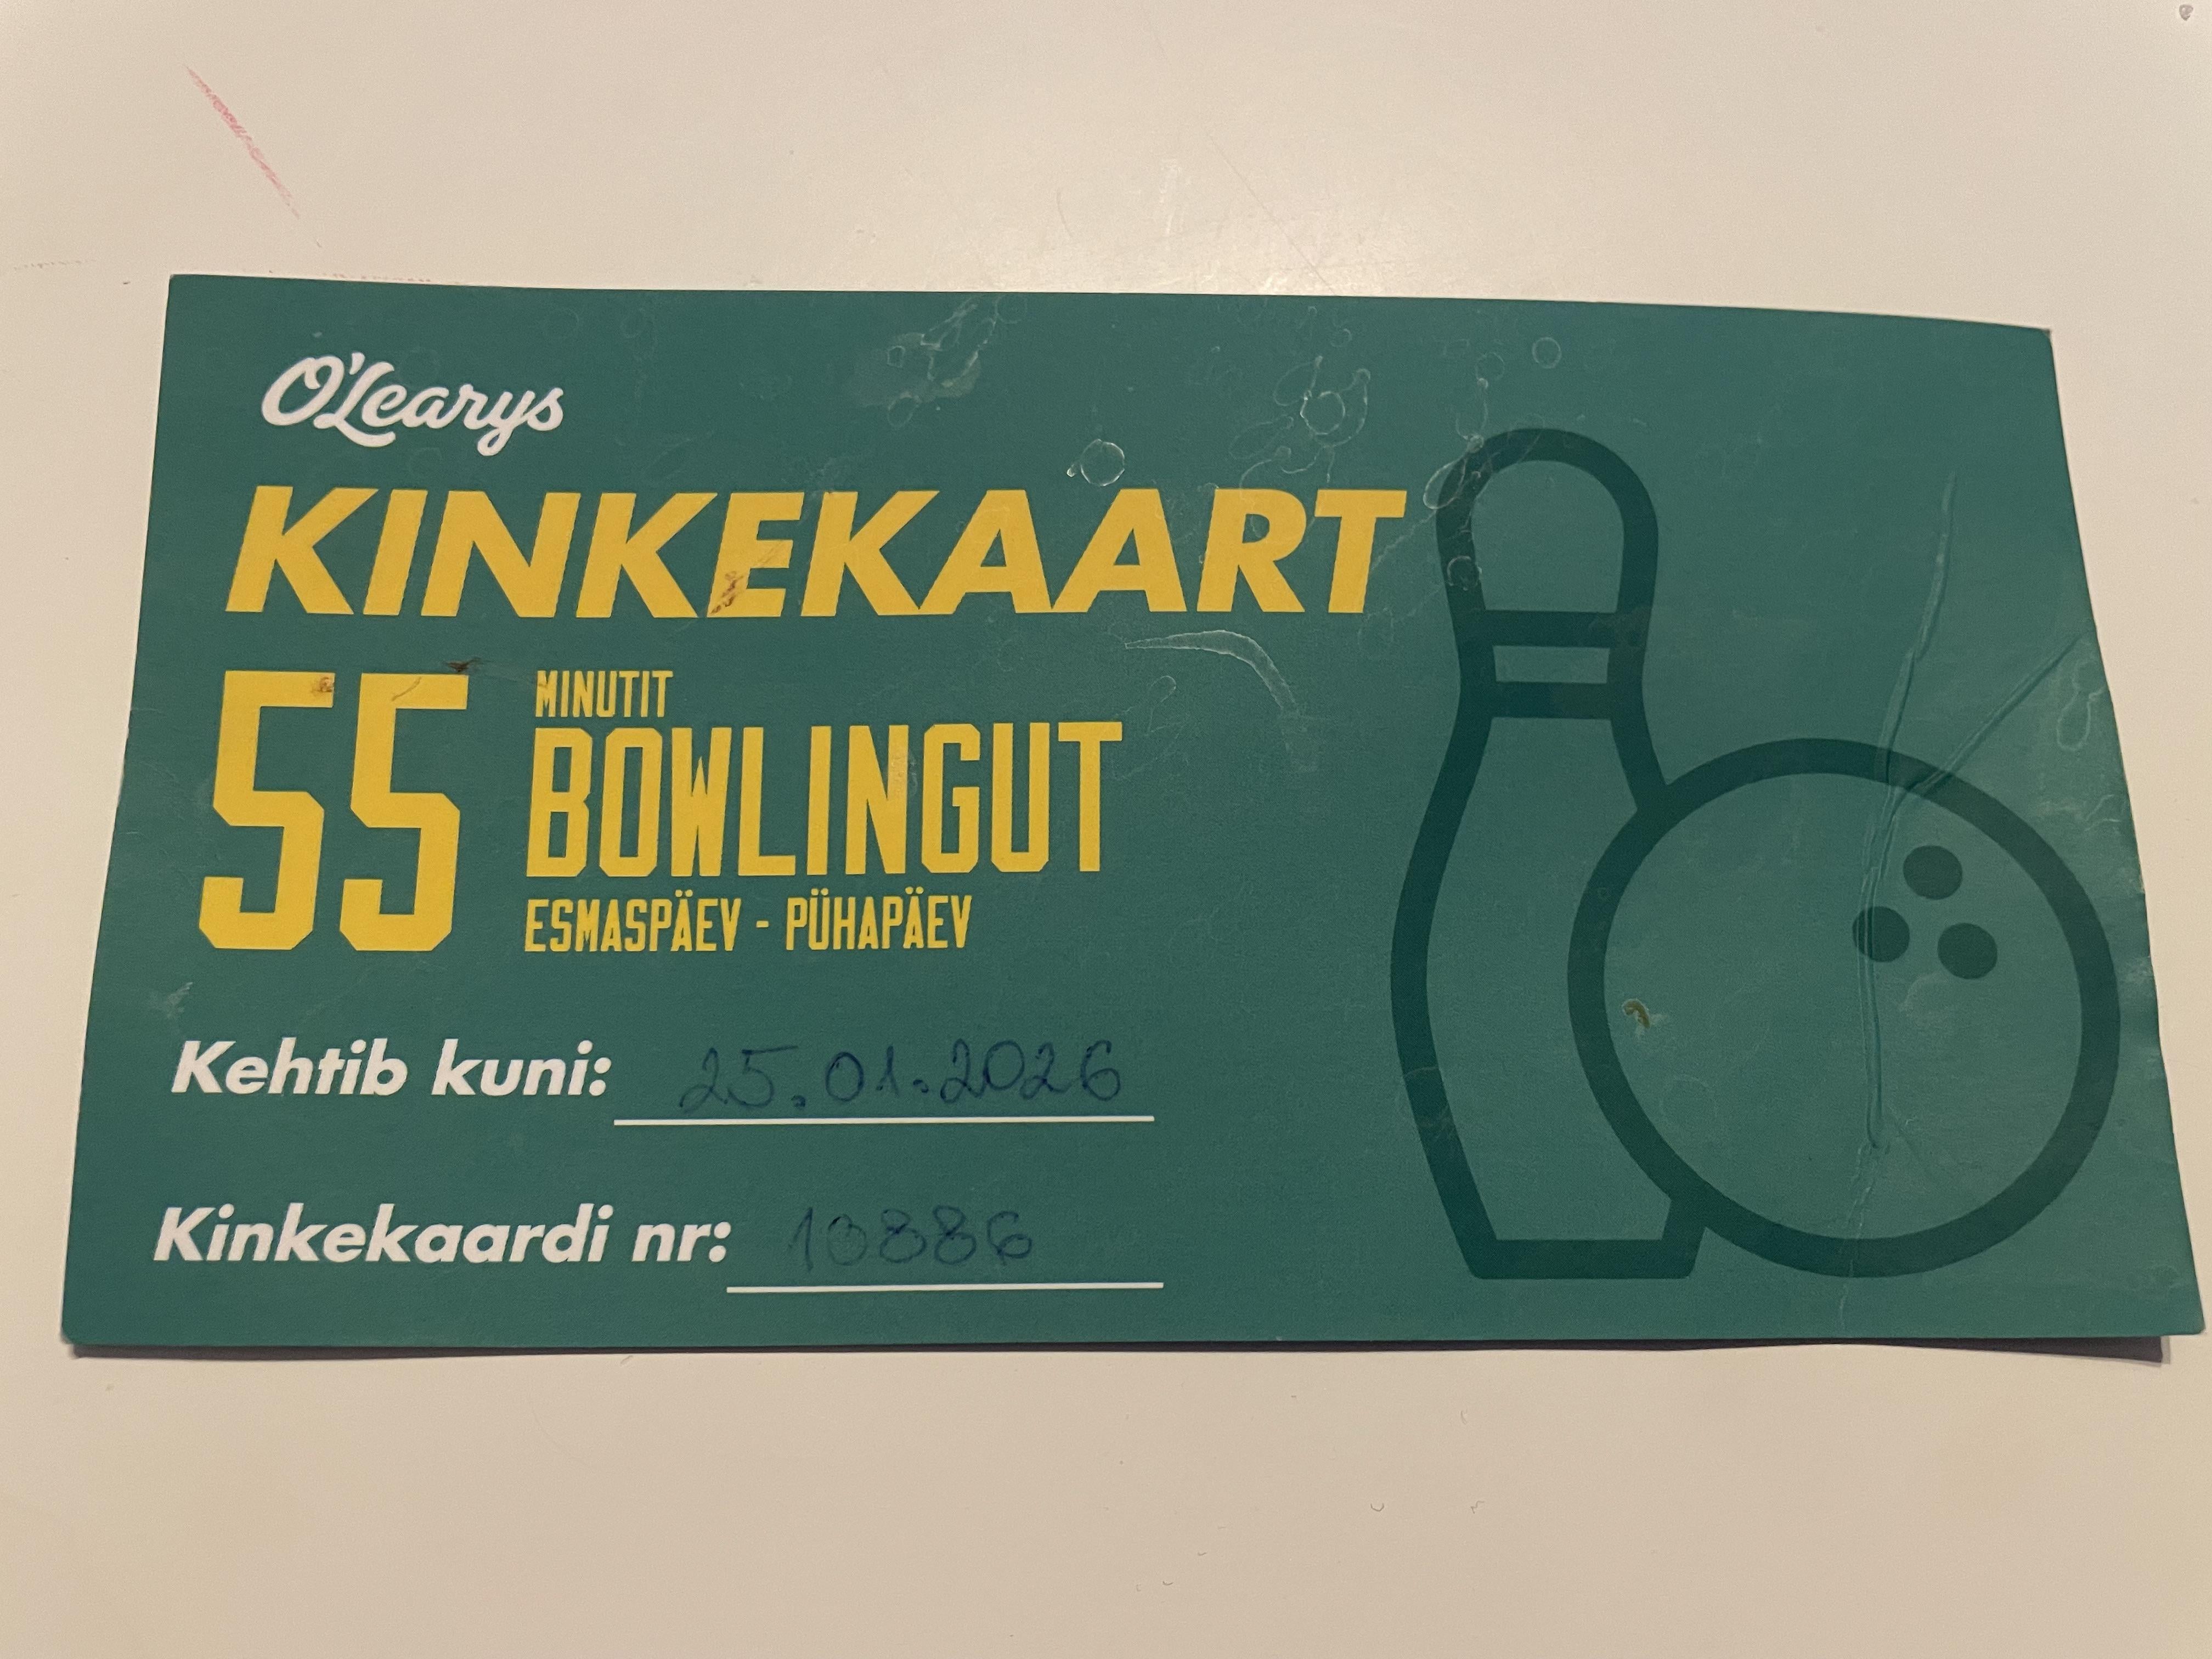 O'Learys
KINKEKAART
55 MINUTIT
BOWLINGUT
ESMASPÄEV - PÜHAPÄEV
Kehtib kuni: 25.01.2026
Kinkekaardi nr: 10886